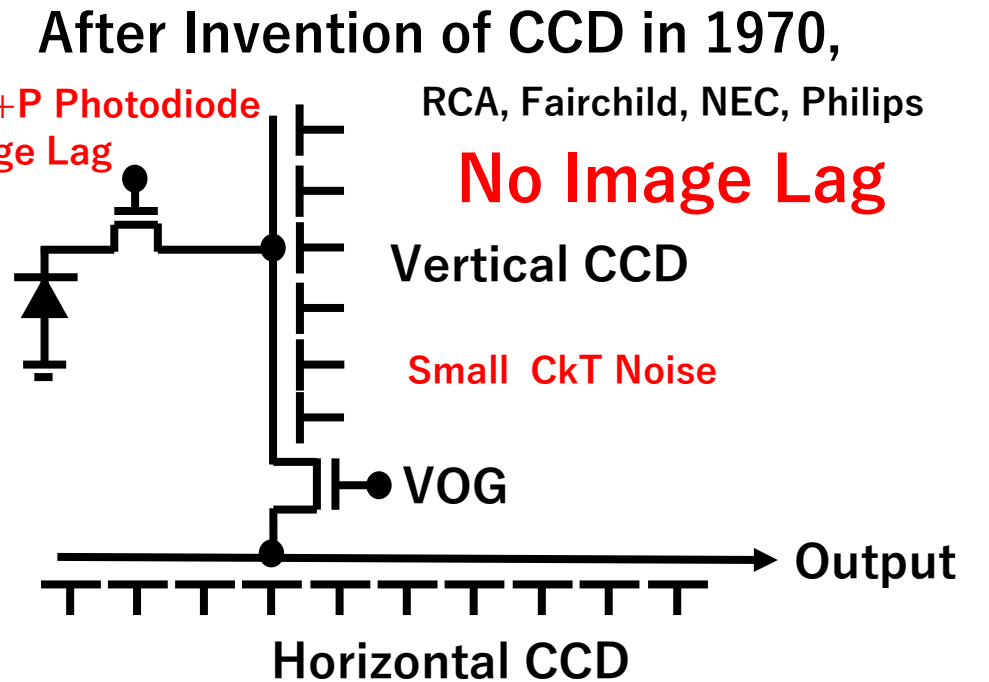 After Invention of CCD in 1970,
+P Photodiode
RCA, Fairchild, NEC, Philips
ge Lag
No Image Lag
Vertical CCD
Small CkT Noise
VOG
Output
Horizontal CCD